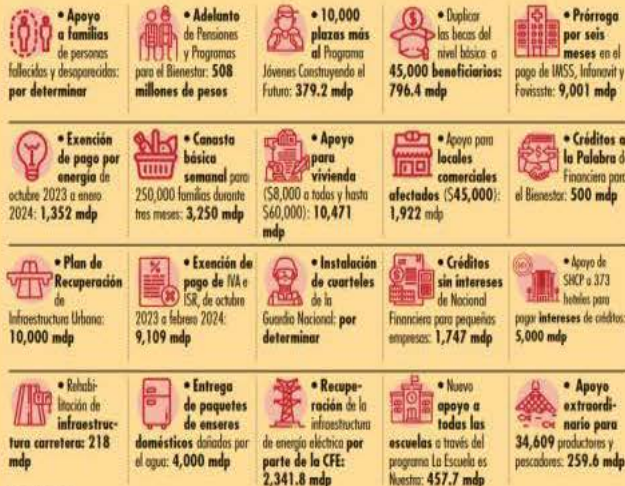 • Apoyo
a familias
de personas
fallecidas y desaparecidas:
por determinar
• Adelanto
de Pensiones
y Programas
para el Bienestar: 508
millones de pesos
• 10,000
plazas más
al Programa
Jóvenes Construyendo el
Futuro: 379.2 mdp
• Duplicar
las becas del
nivel básico a
45,000 beneficiarios:
796.4 mdp
• Prórroga
por seis
meses en el
pago de IMSS, Infonavit y
Fovissste: 9,001 mdp
• Exención
de pago por
energía de
octubre 2023 a enero
2024: 1,352 mdp
• Canasta
básica
semanal para
250,000 familias durante
tres meses: 3,250 mdp
• Apoyo
para
vivienda
($8,000 a todos y hasta
$60,000): 10,471
mdp
• Apoyo para
locales
comerciales
afectados ($45,000):
1,922 mdp
• Créditos a
la Palabra de
Financiera para
el Bienestar: 500 mdp
• Plan de
Recuperación
de
Infraestructura Urbana:
10,000 mdp
• Exención de
pago de IVA e
ISR, de octubre
2023 a febrero 2024:
9,109 mdp
• Instalación
de cuarteles
de la
Guardia Nacional: por
determinar
• Créditos
sin intereses
de Nacional
Financiera para pequeñas
empresas: 1,747 mdp
• Apoyo de
SHCP a 373
hoteles para
pagar intereses de créditos:
5,000 mdp
• Rehabi-
litación de
infraestruc-
tura carretera: 218
mdp
• Entrega
de paquetes
de enseres
domésticos dañados por
el agua: 4,000 mdp
• Recupe-
ración de la
infraestructura
de energía eléctrica por
parte de la CFE:
2,341.8 mdp
• Nuevo
apoyo a
todas las
escuelas a través del
programa La Escuela es
Nuestra: 457.7 mdp
• Apoyo
extraordi-
nario para
34,609 productores y
pescadores: 259.6 mdp